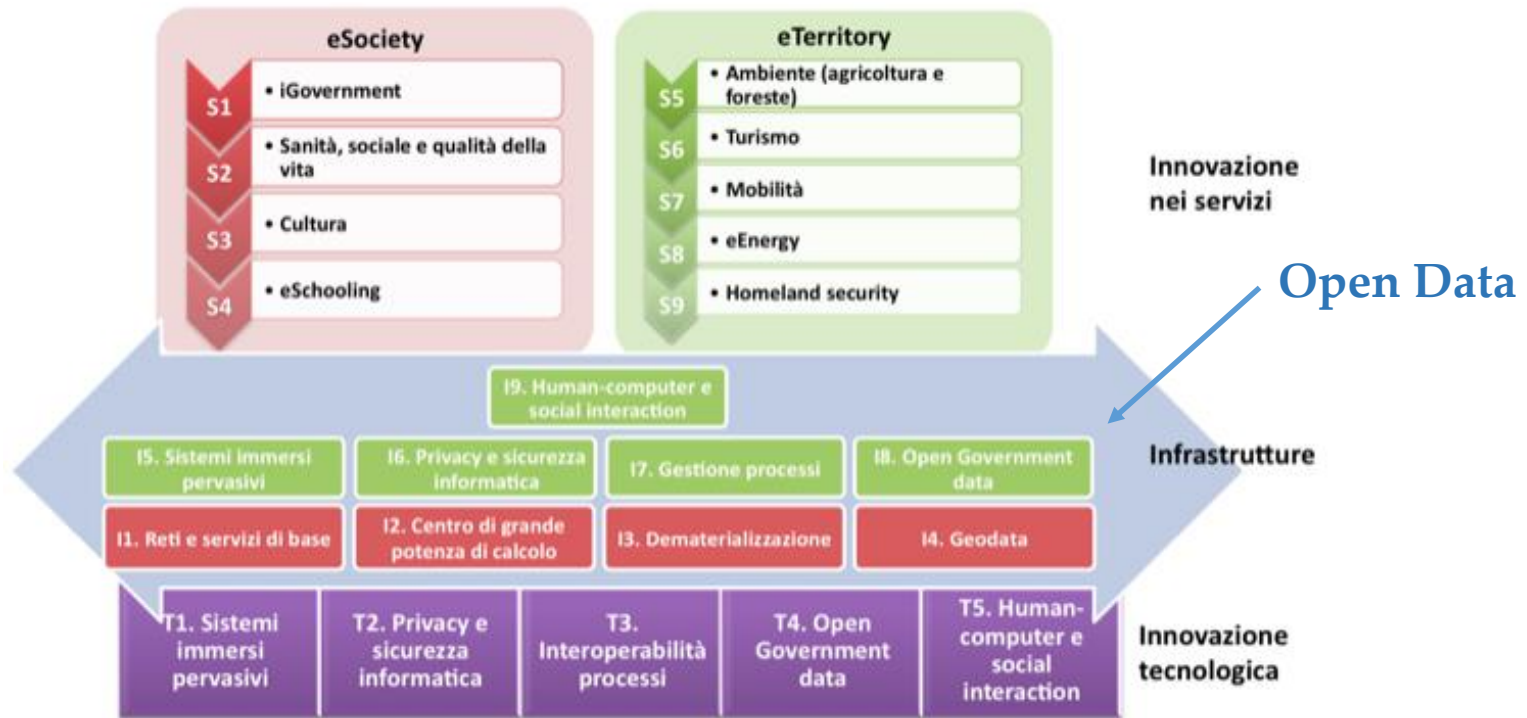 eSociety
S1
• iGovernment
S2
• Sanità, sociale e qualità della
vita
S3
• Cultura
S4
• eSchooling
eTerritory
S5
• Ambiente (agricoltura e
foreste)
S6
• Turismo
S7
• Mobilità
S8
• eEnergy
S9
• Homeland security
Innovazione
nei servizi
Open Data
I9. Human-computer e
social interaction
I5. Sistemi immersi
pervasivi
I6. Privacy e sicurezza
informatica
I7. Gestione processi
I8. Open Government
data
Infrastrutture
I1. Reti e servizi di base
I2. Centro di grande
potenza di calcolo
I3. Dematerializzazione
I4. Geodata
T1. Sistemi
immersi
pervasivi
T2. Privacy e
sicurezza
informatica
T3.
Interoperabilità
processi
T4. Open
Government
data
T5. Human-
computer e
social
interaction
Innovazione
tecnologica